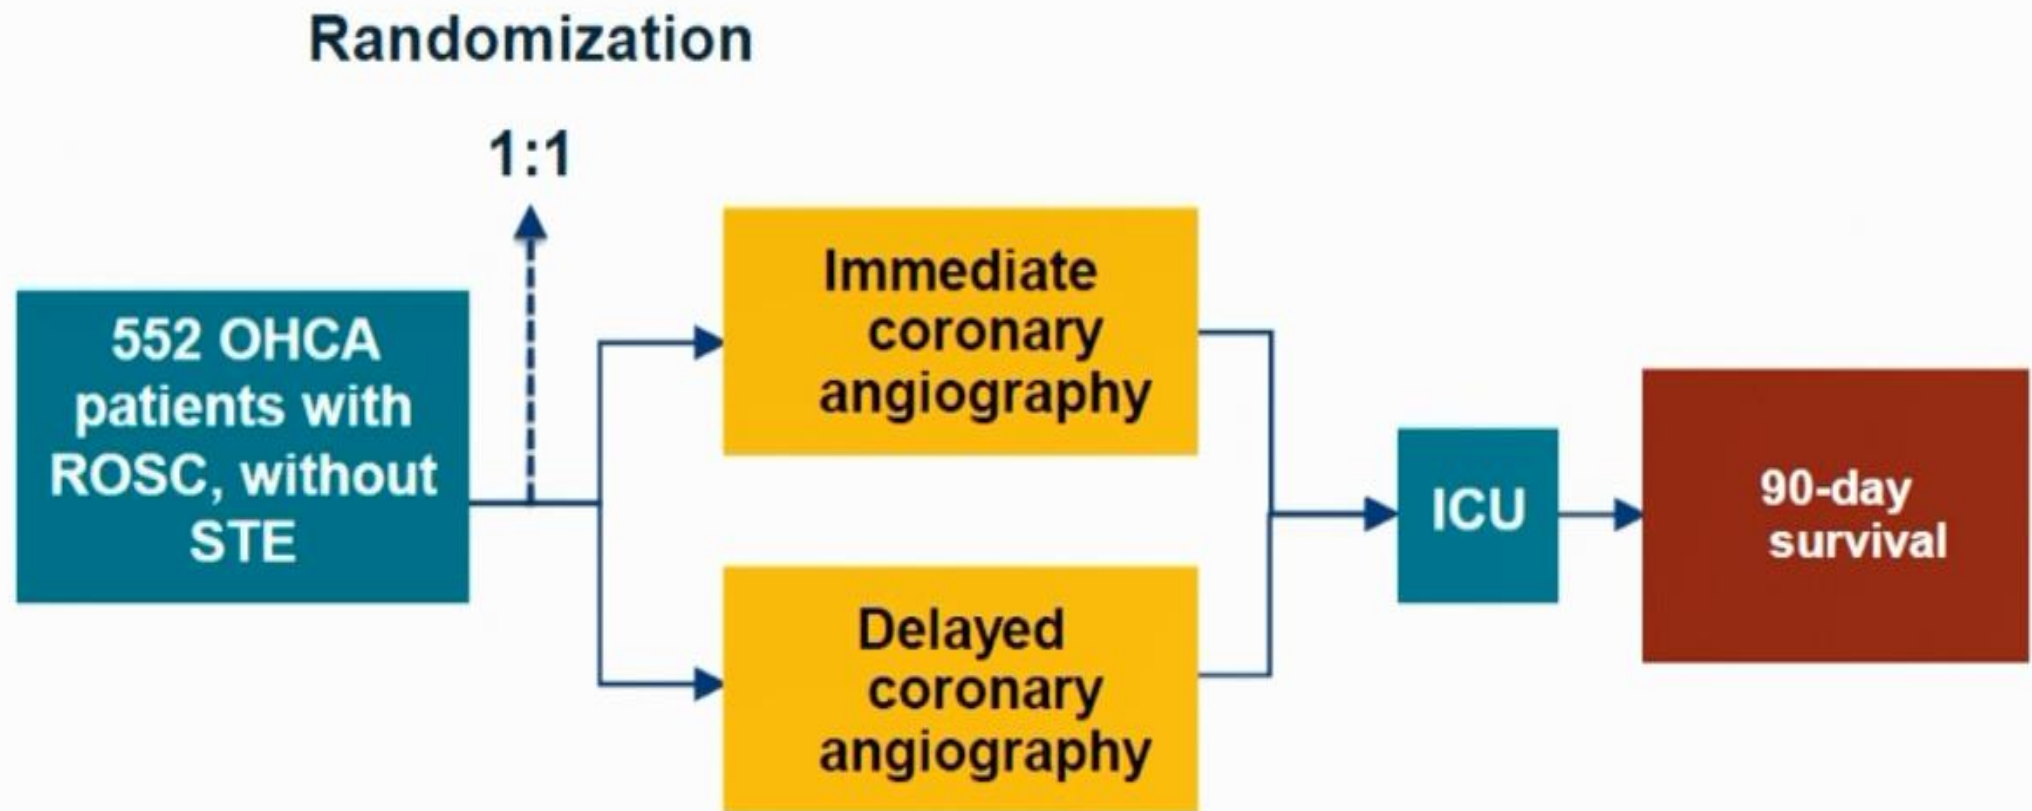 Randomization
1:1
552 OHCA
patients with
ROSC, without
STE
Immediate
coronary
angiography
Delayed
coronary
angiography
ICU
90-day
survival